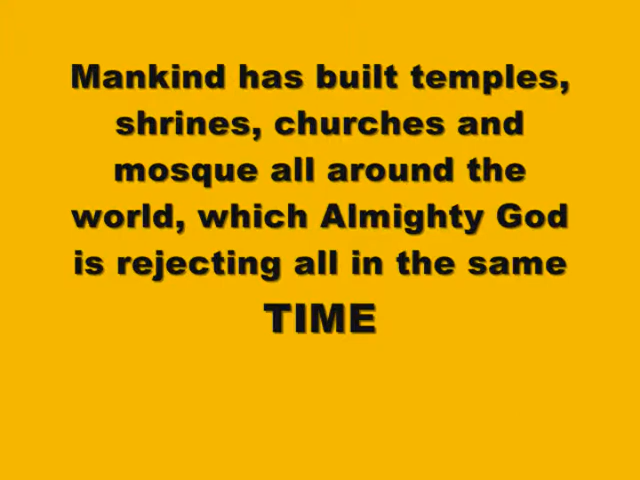 Mankind has built temples,
shrines, churches and
mosque all around the
world, which Almighty God
is rejecting all in the same
TIME